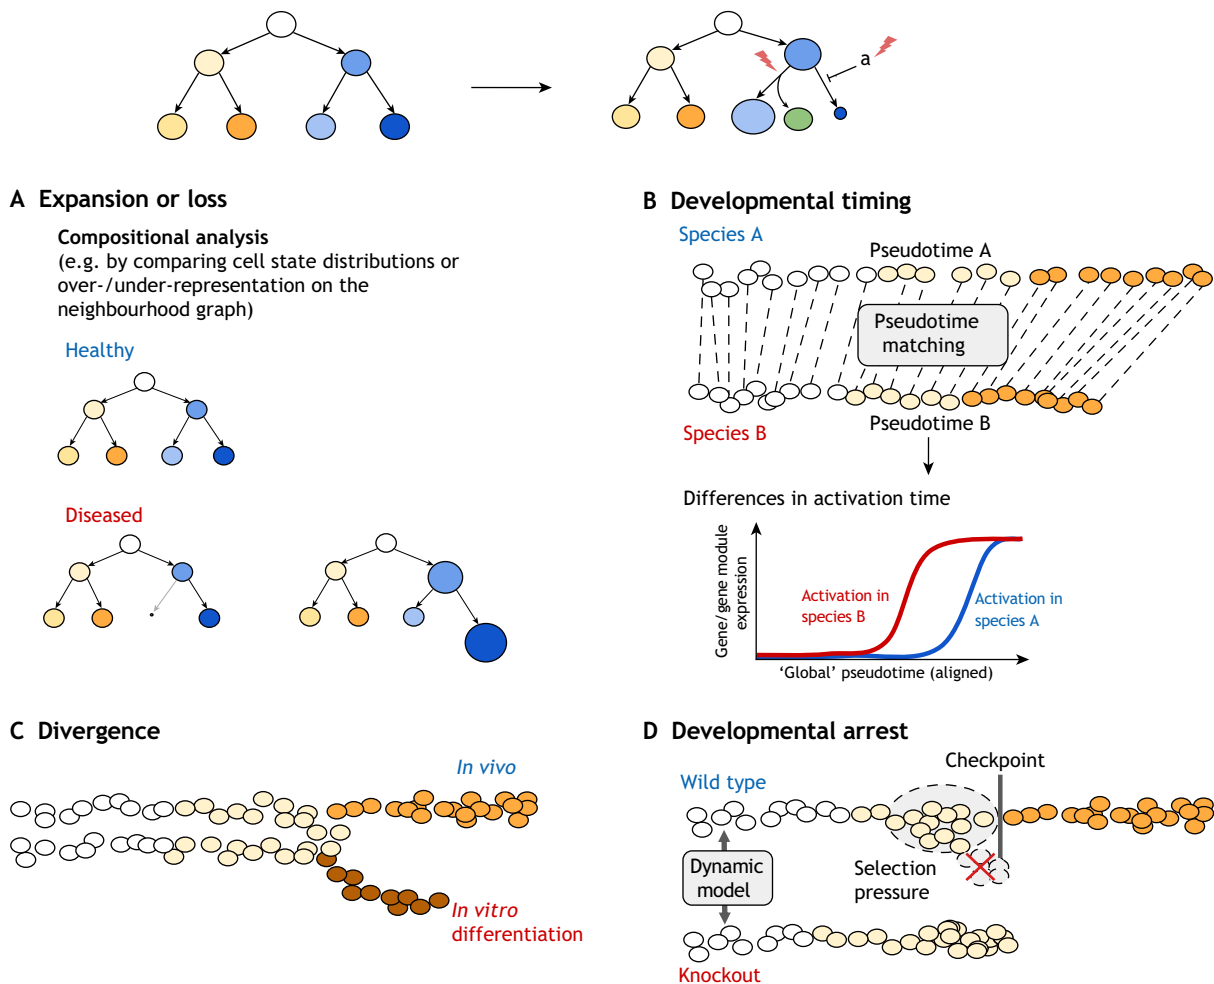 a
A Expansion or loss
Compositional analysis
(e.g. by comparing cell state distributions or
over-/under-representation on the
neighbourhood graph)
Healthy
Diseased
B Developmental timing
Species A
Pseudotime A
Pseudotime
matching
Species B
Pseudotime B
Differences in activation time
Gene/gene module
expression
Activation in
species B
Activation in
species A
‘Global’ pseudotime (aligned)
C Divergence
In vivo
In vitro
differentiation
D Developmental arrest
Checkpoint
Wild type
Dynamic
model
Selection
pressure
Knockout